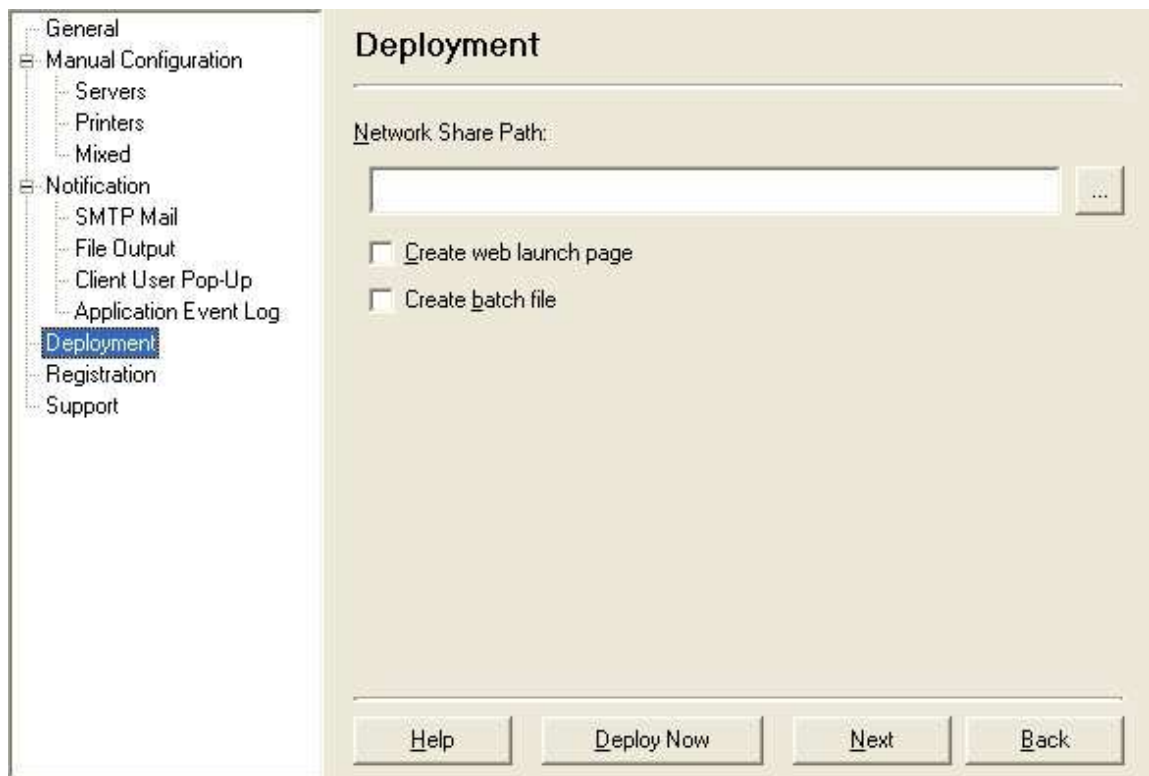 General
Manual Configuration
Servers
Printers
Mixed
Notification
SMTP Mail
File Output
Client User Pop-Up
Application Event Log
Deployment
Registration
Support
Deployment
Network Share Path:
...
Create web launch page
Create batch file
Help
Deploy Now
Next
Back